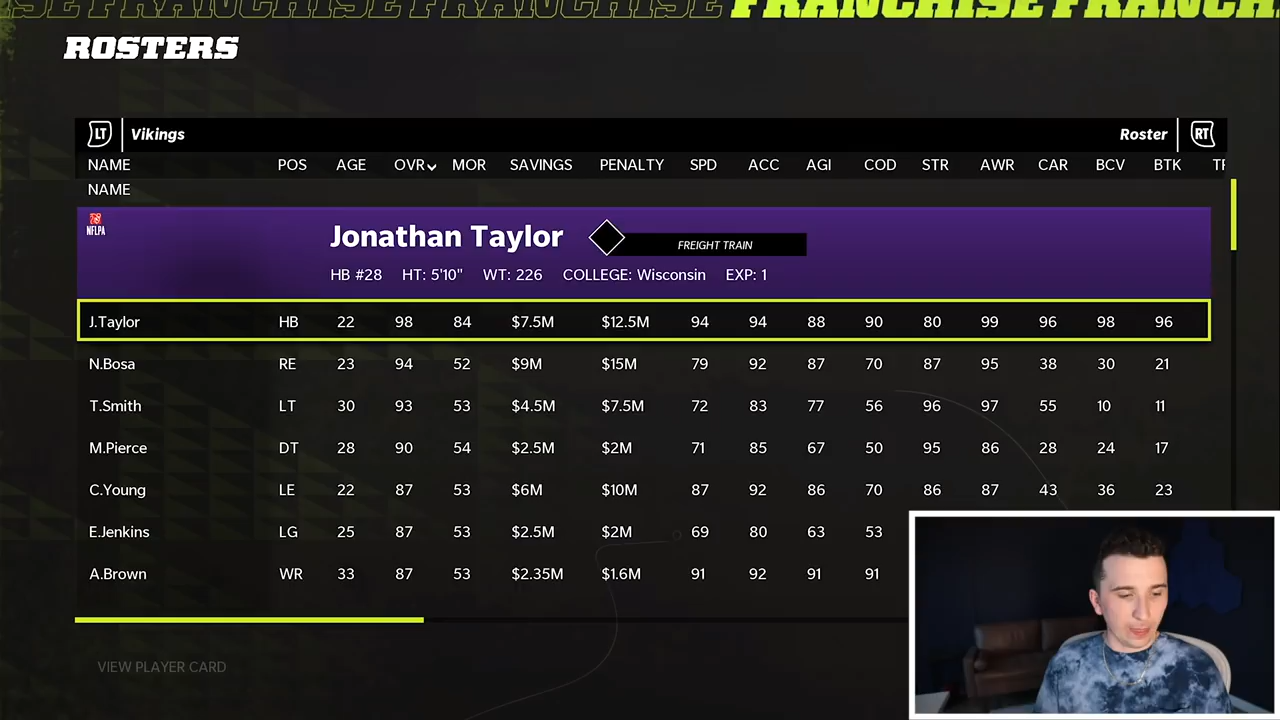 FRANCHISE FRANCHISE FRANCHISE FRANCH
ROSTERS
LT Vikings Roster RT
NAME POS AGE OVR MOR SAVINGS PENALTY SPD ACC AGI COD STR AWR CAR BCV BTK
NAME
NFLPA
Jonathan Taylor
FREIGHT TRAIN
HB #28 HT: 5'10" WT: 226 COLLEGE: Wisconsin EXP: 1
J.Taylor HB 22 98 84 $7.5M $12.5M 94 94 88 90 80 99 96 98 96
N.Bosa RE 23 94 52 $9M $15M 79 92 87 70 87 95 38 30 21
T.Smith LT 30 93 53 $4.5M $7.5M 72 83 77 56 96 97 55 10 11
M.Pierce DT 28 90 54 $2.5M $2M 71 85 67 50 95 86 28 24 17
C.Young LE 22 87 53 $6M $10M 87 92 86 70 86 87 43 36 23
E.Jenkins LG 25 87 53 $2.5M $2M 69 80 63 53
A.Brown WR 33 87 53 $2.35M $1.6M 91 92 91 91
VIEW PLAYER CARD